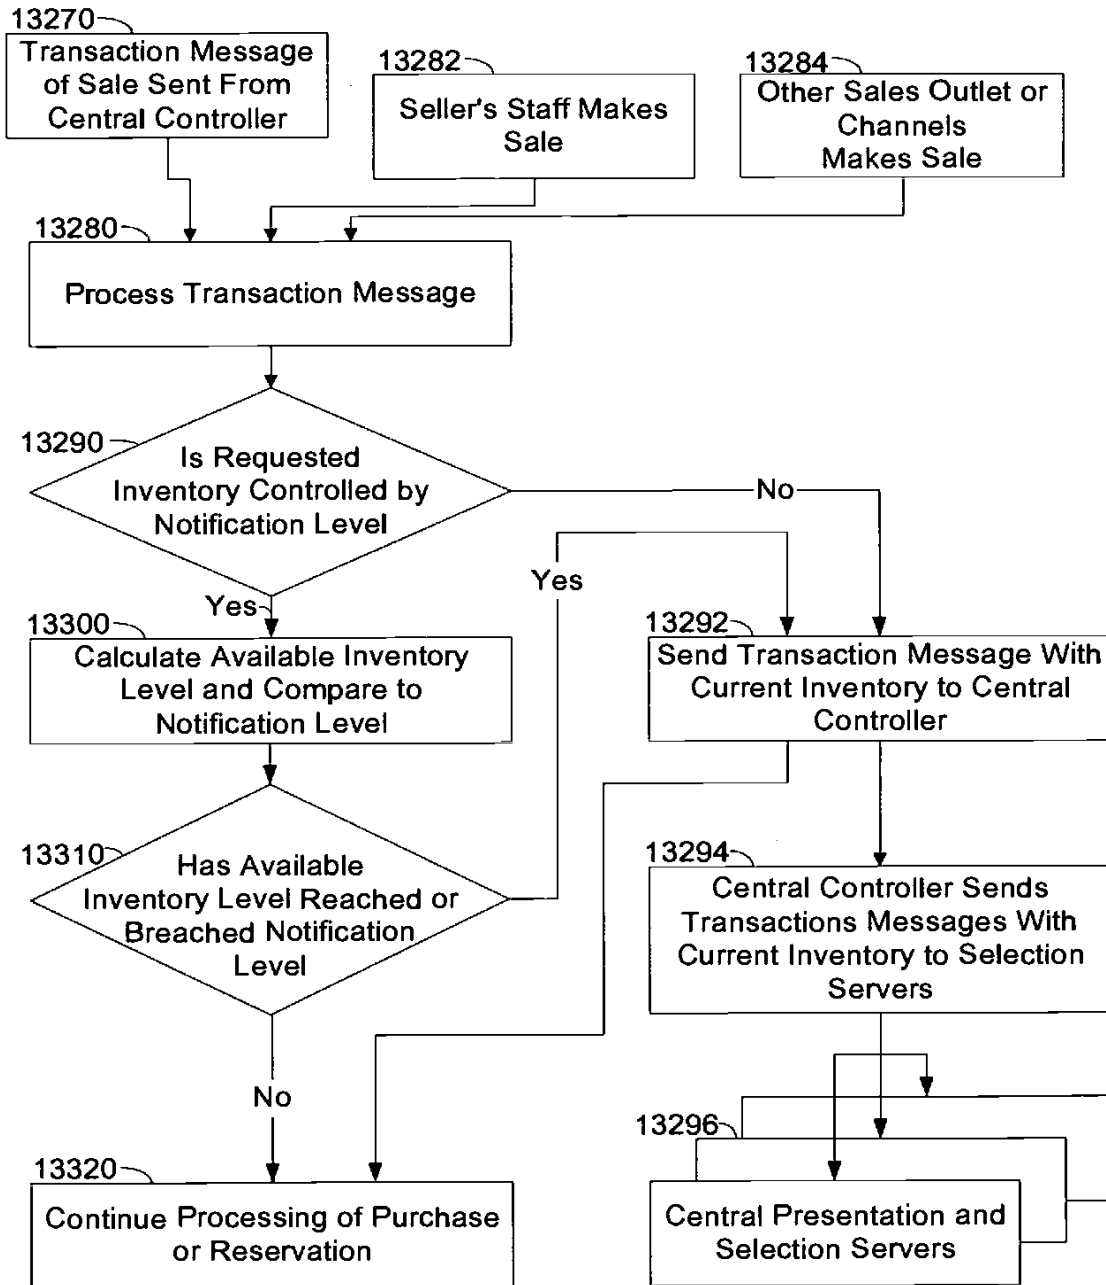 13270
Transaction Message
of Sale Sent From
Central Controller
13282
Seller's Staff Makes
Sale
13284
Other Sales Outlet or
Channels
Makes Sale
13280
Process Transaction Message
13290
Is Requested
Inventory Controlled by
Notification Level
No
Yes
Yes
13300
Calculate Available Inventory
Level and Compare to
Notification Level
13292
Send Transaction Message With
Current Inventory to Central
Controller
13310
Has Available
Inventory Level Reached or
Breached Notification
Level
13294
Central Controller Sends
Transactions Messages With
Current Inventory to Selection
Servers
No
13296
Central Presentation and
Selection Servers
13320
Continue Processing of Purchase
or Reservation